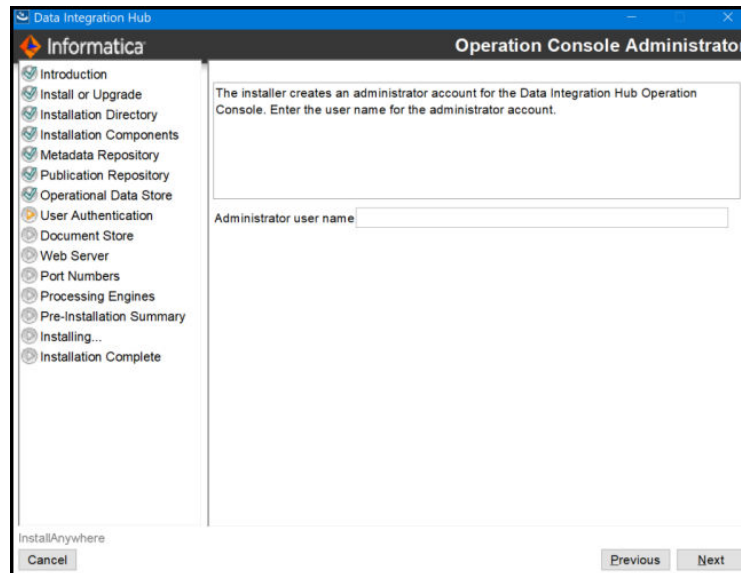 Data Integration Hub
Informatica
Operation Console Administrator
Introduction
Install or Upgrade
Installation Directory
Installation Components
Metadata Repository
Publication Repository
Operational Data Store
User Authentication
Document Store
Web Server
Port Numbers
Processing Engines
Pre-Installation Summary
Installing...
Installation Complete
The installer creates an administrator account for the Data Integration Hub Operation
Console. Enter the user name for the administrator account.
Administrator user name
InstallAnywhere
Cancel
Previous
Next